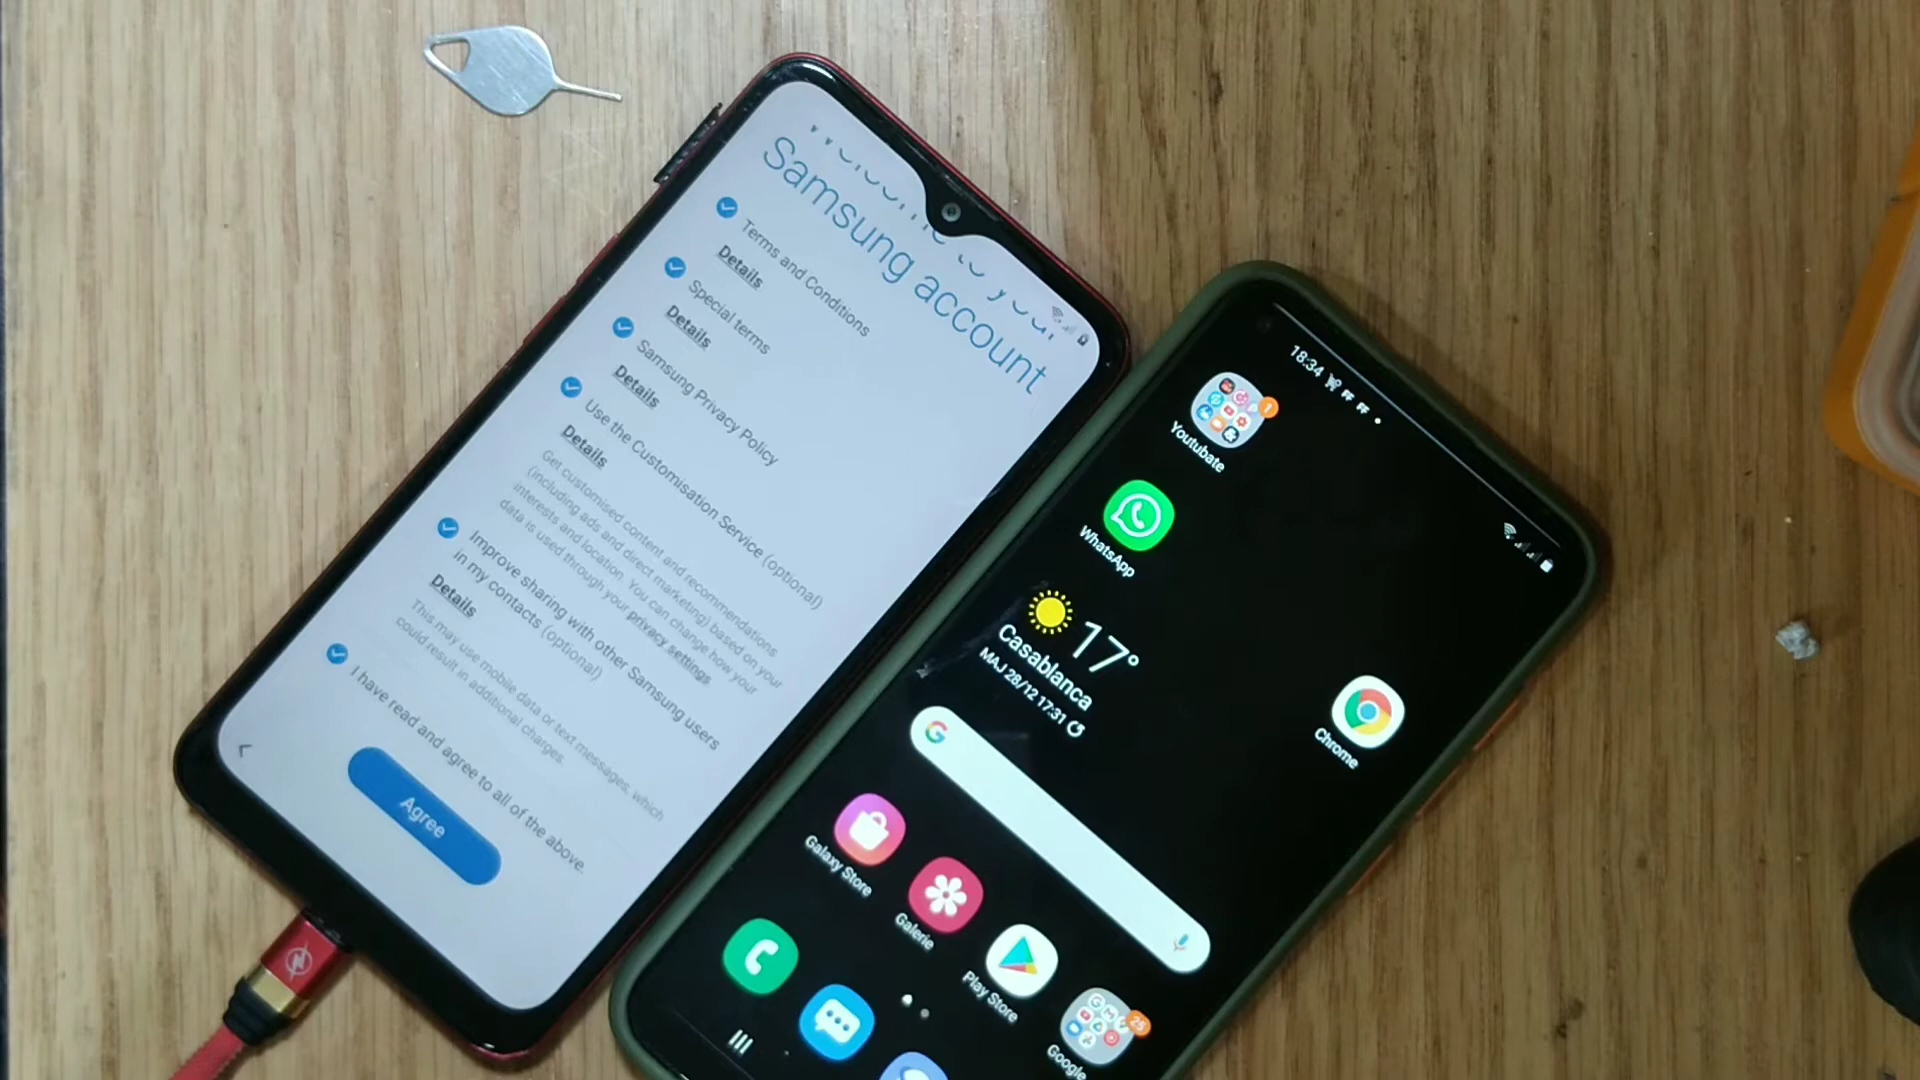 Samsung account
Terms and Conditions
Details
Special terms
Details
Samsung Privacy Policy
Details
Use the Customisation Service (optional)
Details
Get customised content and recommendations
(including ads and direct marketing) based on your
interests and location. You can change how your
data is used through your privacy settings
Improve sharing with other Samsung users
in my contacts (optional)
Details
This may use mobile data or text messages, which
could result in additional charges.
I have read and agree to all of the above.
Agree
18:34
Youtubate
1
WhatsApp
17°
Casablanca
MAJ 28/12 17:31
Chrome
Galaxy Store
Galerie
Play Store
Google
25